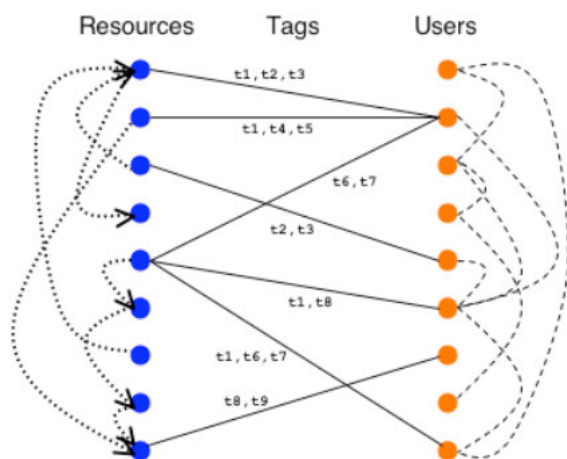 Resources Tags Users
t1,t2,t3
t1,t4,t5
t6,t7
t2,t3
t1,t8
t1,t6,t7
t8,t9